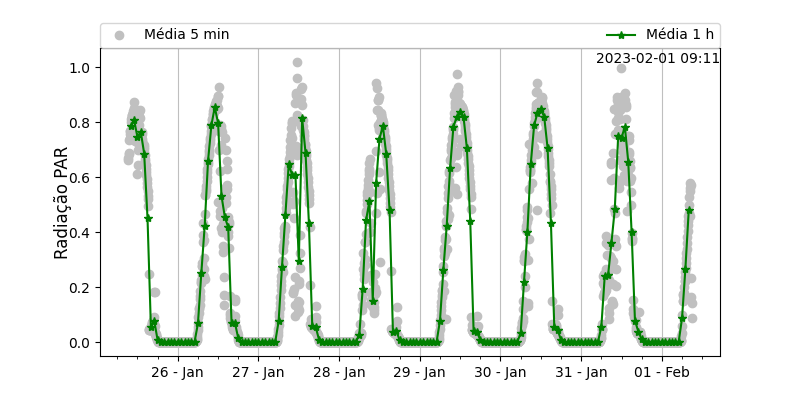 Média 5 min
Média 1 h
2023-02-01 09:11
Radiação PAR
1.0
0.8
0.6
0.4
0.2
0.0
26 - Jan
27 - Jan
28 - Jan
29 - Jan
30 - Jan
31 - Jan
01 - Feb